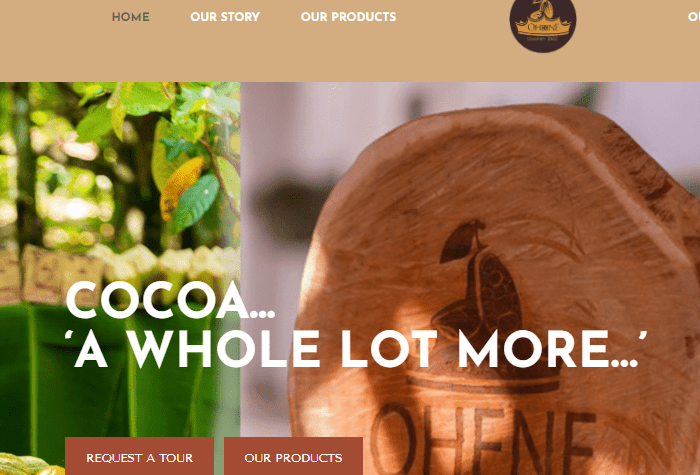 HOME
OUR STORY
OUR PRODUCTS
OHENE
COCOA...
‘A WHOLE LOT MORE...’
OHENE
REQUEST A TOUR
OUR PRODUCTS